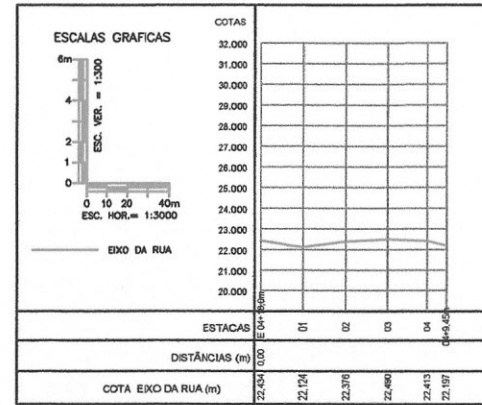 COTAS
ESCALAS GRAFICAS
6m
4
2
1
0
ESC. VER. = 1:300
0 10 20 40m
ESC. HOR.= 1:3000
EIXO DA RUA
32.000
31.000
30.000
29.000
28.000
27.000
26.000
25.000
24.000
23.000
22.000
21.000
20.000
ESTACAS
01 02 03 04
DISTÂNCIAS (m) 0,00
COTA EIXO DA RUA (m) 22,434 22,124 22,376 22,490 22,413 22,197